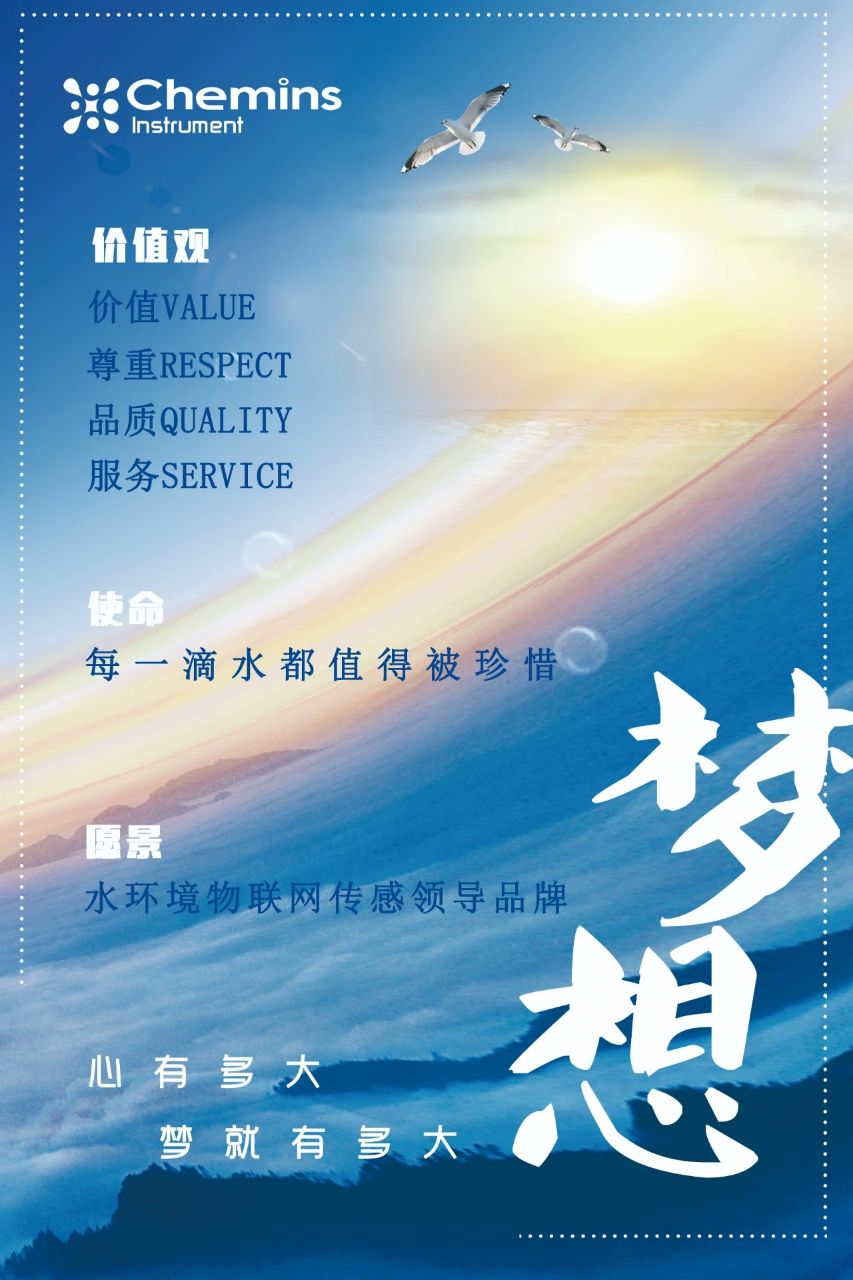 Chemins
Instrument
价值观
价值VALUE
尊重RESPECT
品质QUALITY
服务SERVICE
使命
每一滴水都值得被珍惜
愿景
水环境物联网传感领导品牌
梦想
心有多大
梦就有多大